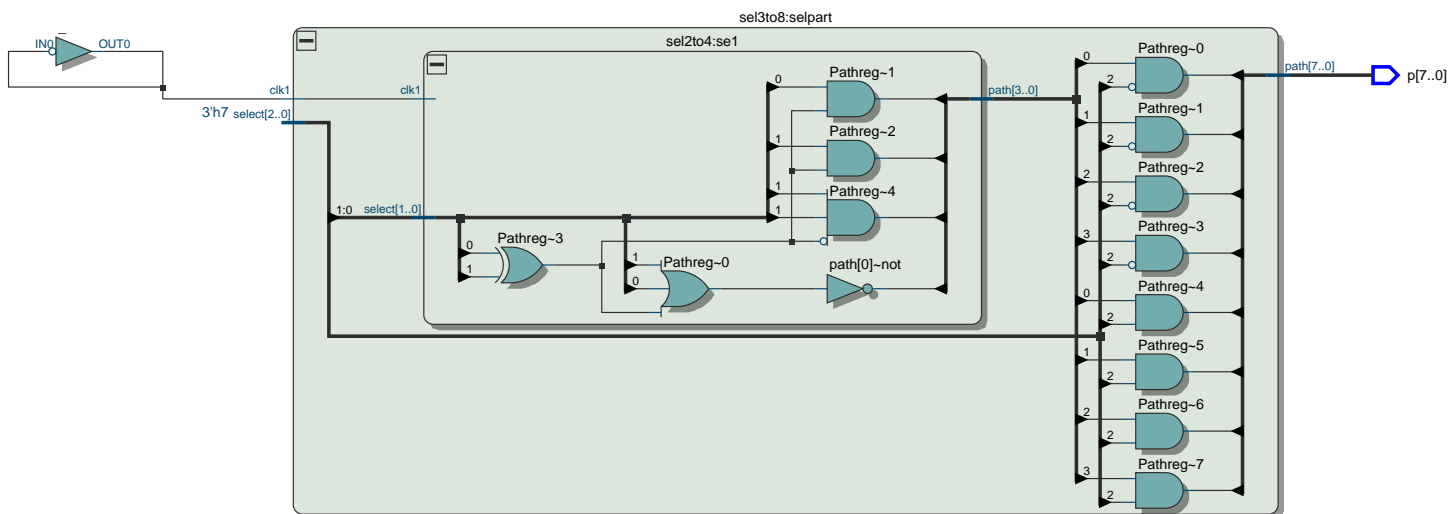 sel3to8:selpart
sel2to4:se1
IN0
OUT0
clk1
clk1
3'h7 select[2..0]
1:0 select[1..0]
Pathreg~3
0
1
Pathreg~0
1
0
Pathreg~1
0
Pathreg~2
1
Pathreg~4
1
1
path[0]~not
path[3..0]
Pathreg~0
0
2
Pathreg~1
1
2
Pathreg~2
2
2
Pathreg~3
3
2
Pathreg~4
0
2
Pathreg~5
1
2
Pathreg~6
2
2
Pathreg~7
3
2
path[7..0]
p[7..0]